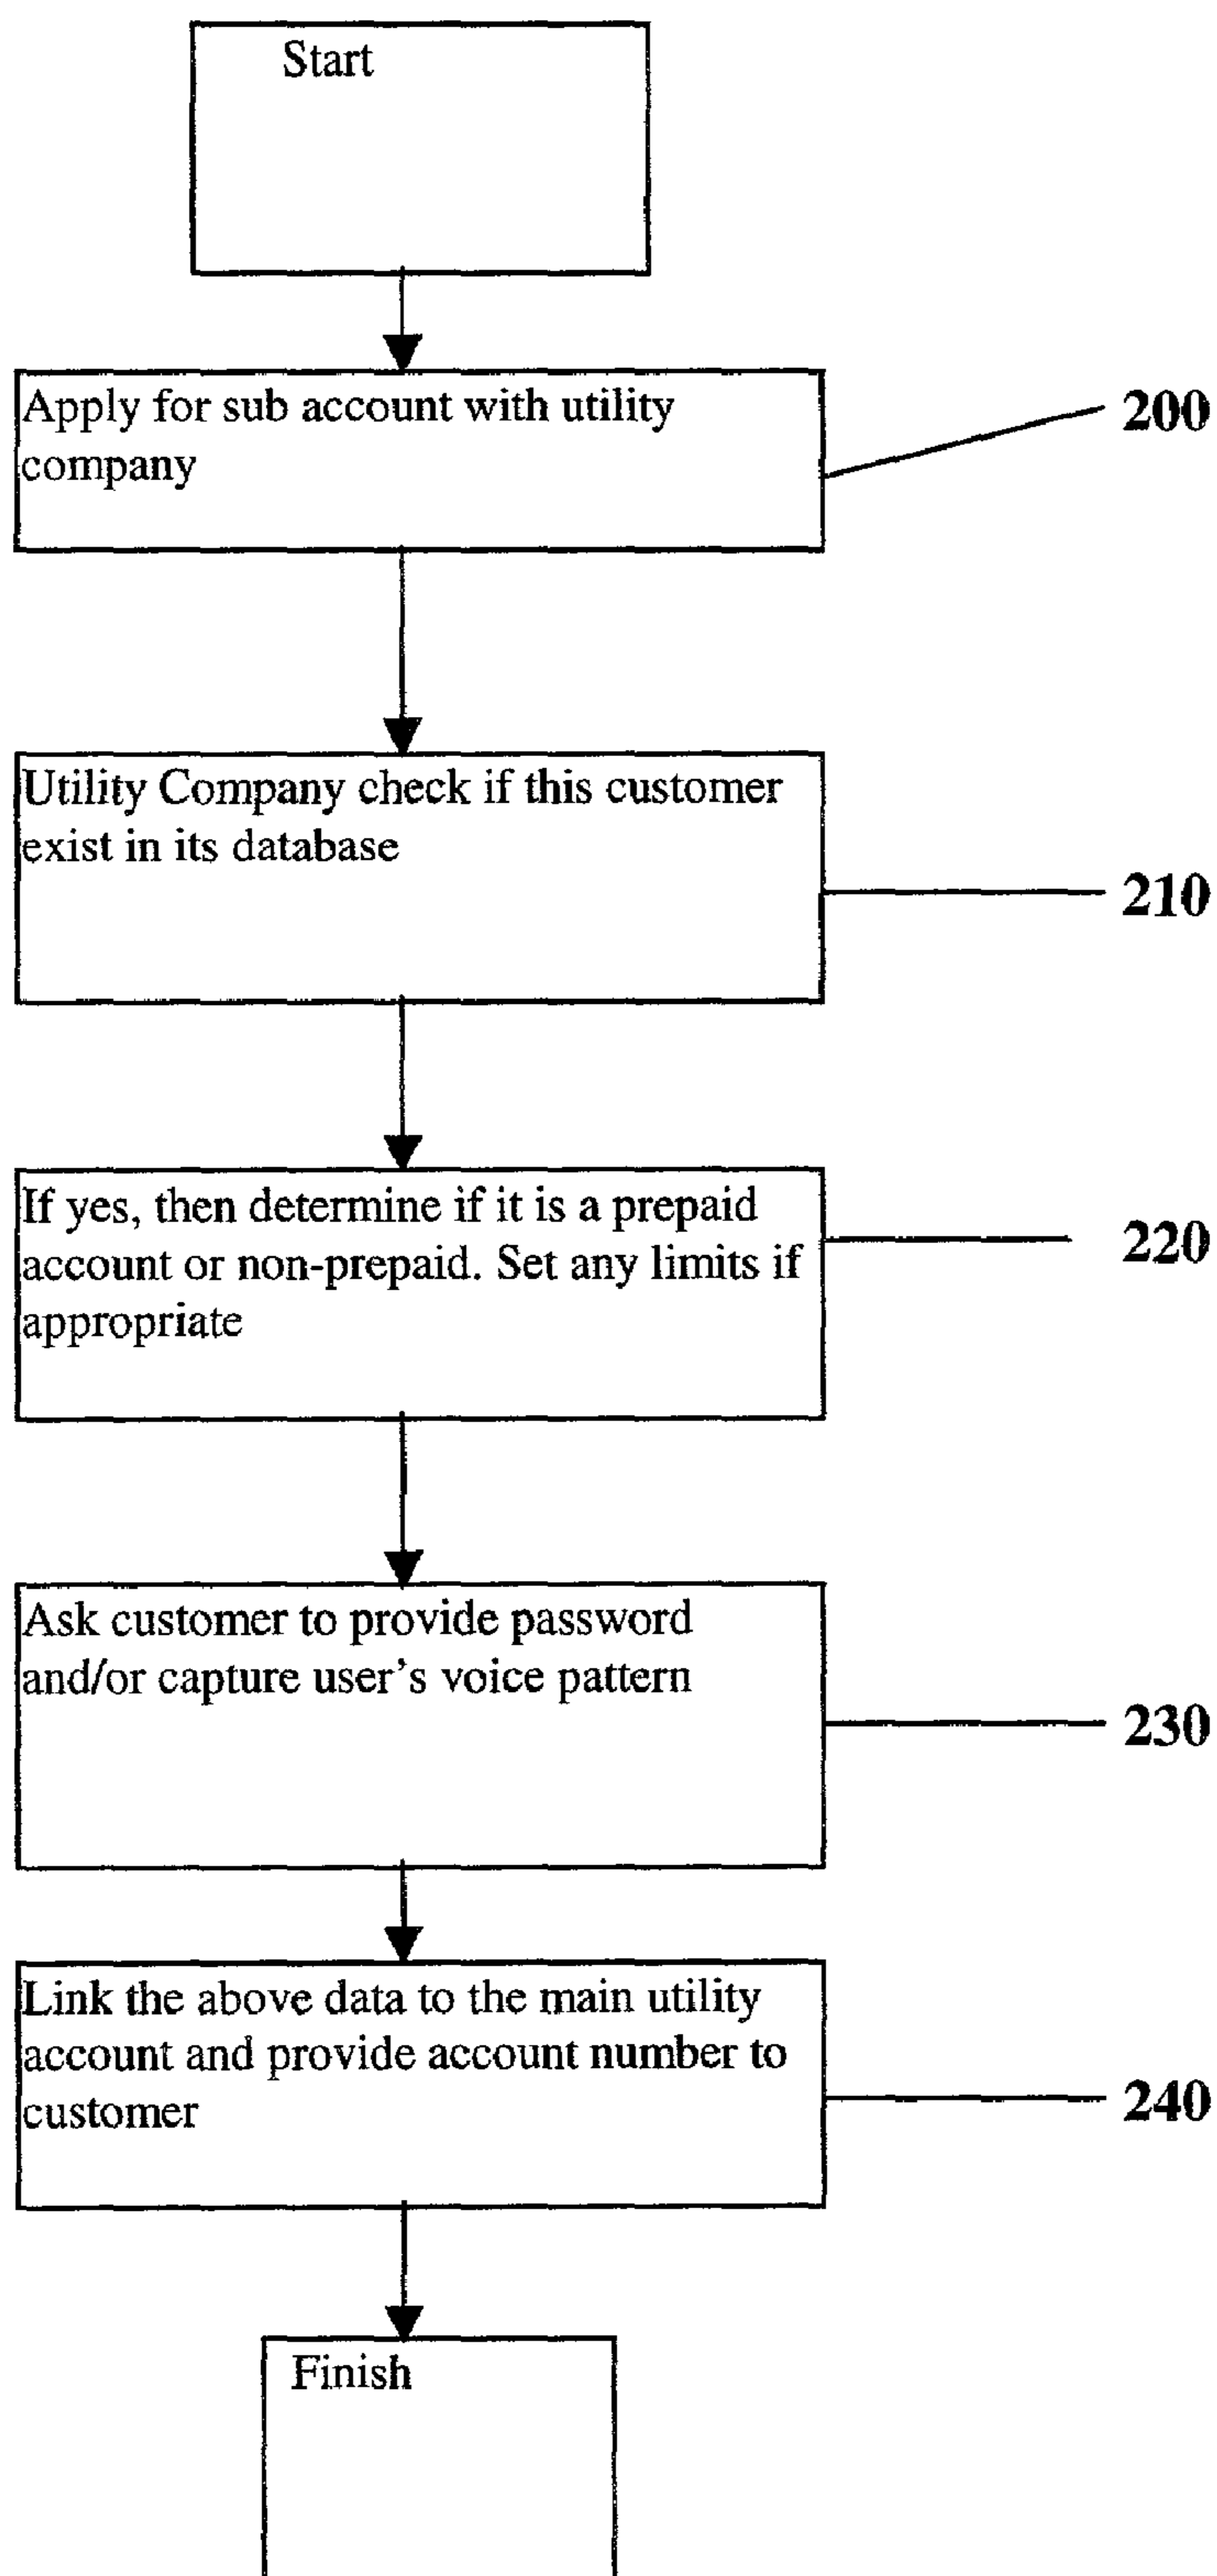 Start
Apply for sub account with utility
company
200
Utility Company check if this customer
exist in its database
210
If yes, then determine if it is a prepaid
account or non-prepaid. Set any limits if
appropriate
220
Ask customer to provide password
and/or capture user's voice pattern
230
Link the above data to the main utility
account and provide account number to
customer
240
Finish